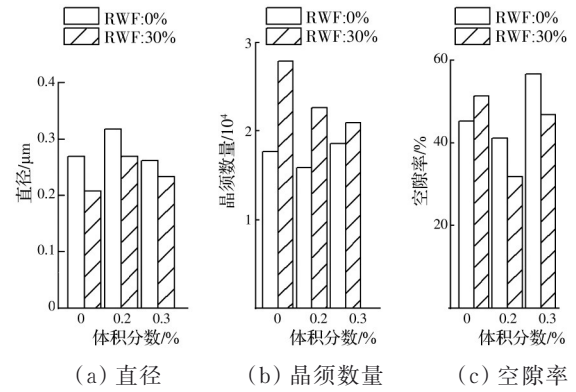 RWF:0%
RWF:30%
0.4
0.3
0.2
0.1
0
直径/μm
0
0.2
0.3
体积分数/%
(a) 直径
RWF:0%
RWF:30%
3
2
1
晶须数量/10⁴
0
0.2
0.3
体积分数/%
(b) 晶须数量
RWF:0%
RWF:30%
60
40
20
空隙率/%
0
0.2
0.3
体积分数/%
(c) 空隙率